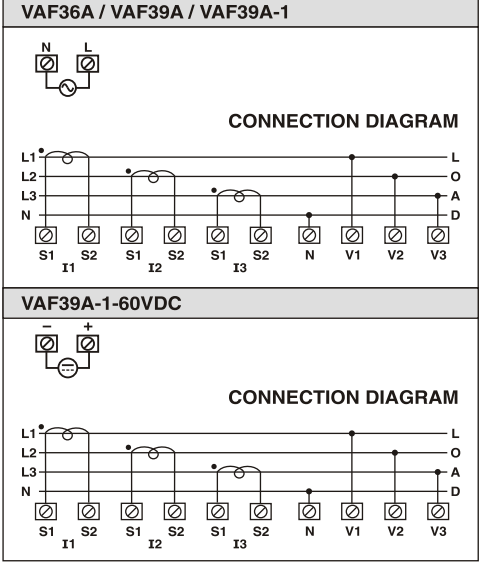 VAF36A / VAF39A / VAF39A-1
N L
CONNECTION DIAGRAM
L1 L
L2 O
L3 A
N D
S1 S2 S1 S2 S1 S2 N V1 V2 V3
I1 I2 I3
VAF39A-1-60VDC
– +
CONNECTION DIAGRAM
L1 L
L2 O
L3 A
N D
S1 S2 S1 S2 S1 S2 N V1 V2 V3
I1 I2 I3